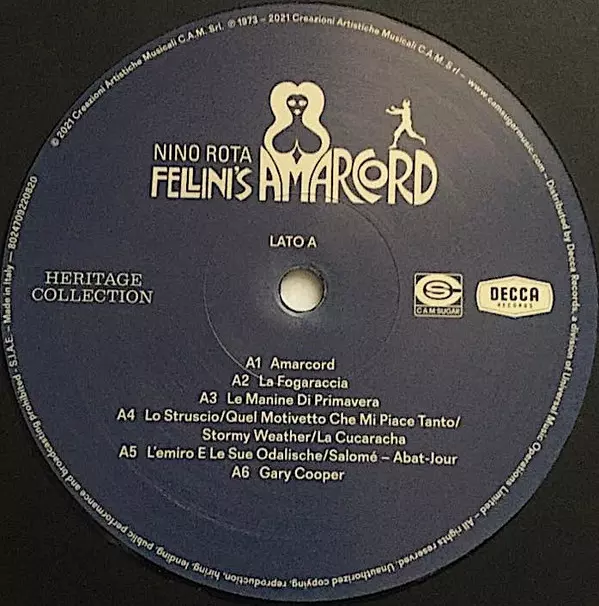 © 2021 Creazioni Artistiche Musicali C.A.M. Srl. ℗ 1973 – 2021 Creazioni Artistiche Musicali C.A.M. Srl – www.camsugarmusic.com – Distributed by Decca Records, a division of Universal Music Operations Limited – All rights reserved. Unauthorized copying, reproduction, hiring, lending, public performance and broadcasting prohibited – S.I.A.E. – Made in Italy – 8024709220820
NINO ROTA
FELLINI'S AMARCORD
LATO A
HERITAGE
COLLECTION
CAM SUGAR
DECCA
RECORDS
A1 Amarcord
A2 La Fogaraccia
A3 Le Manine Di Primavera
A4 Lo Struscio/Quel Motivetto Che Mi Piace Tanto/
Stormy Weather/La Cucaracha
A5 L'emiro E Le Sue Odalische/Salomé – Abat-Jour
A6 Gary Cooper